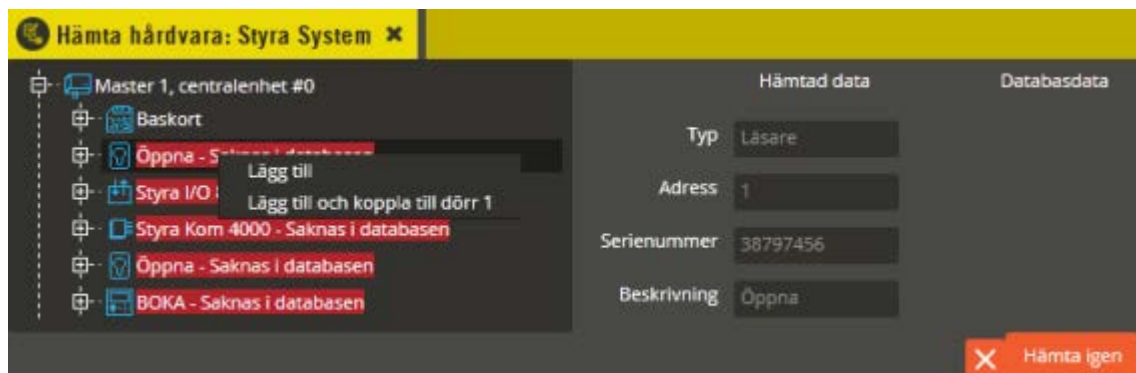 Hämta hårdvara: Styra System
Master 1, centralenhet #0
Baskort
Öppna - Saknas i databasen
Lägg till
Styra I/O
Lägg till och koppla till dörr 1
Styra Kom 4000 - Saknas i databasen
Öppna - Saknas i databasen
BOKA - Saknas i databasen
Hämtad data Databasdata
Typ Läsare
Adress 1
Serienummer 38797456
Beskrivning Öppna
Hämta igen